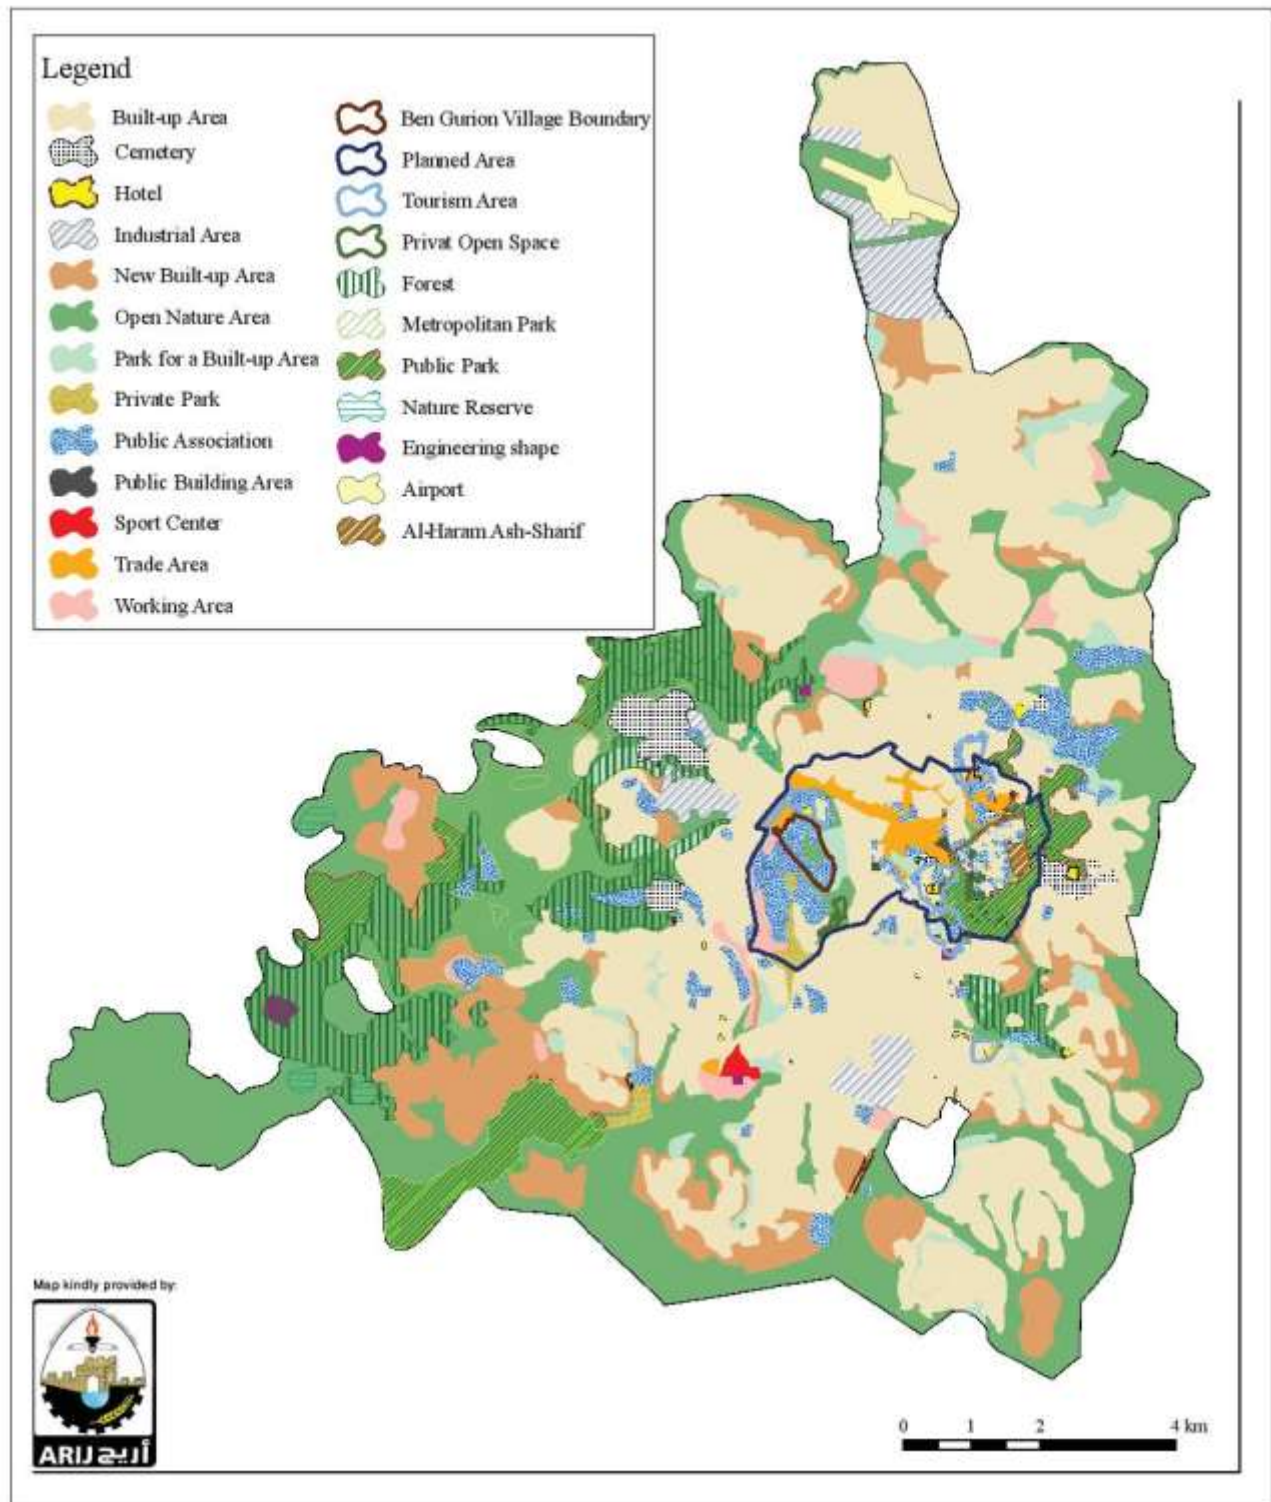 Legend
Built-up Area
Cemetery
Hotel
Industrial Area
New Built-up Area
Open Nature Area
Park for a Built-up Area
Private Park
Public Association
Public Building Area
Sport Center
Trade Area
Working Area
Ben Gurion Village Boundary
Planned Area
Tourism Area
Privat Open Space
Forest
Metropolitan Park
Public Park
Nature Reserve
Engineering shape
Airport
Al-Haram Ash-Sharif
Map kindly provided by:
ARIJ أريج
0 1 2 4 km